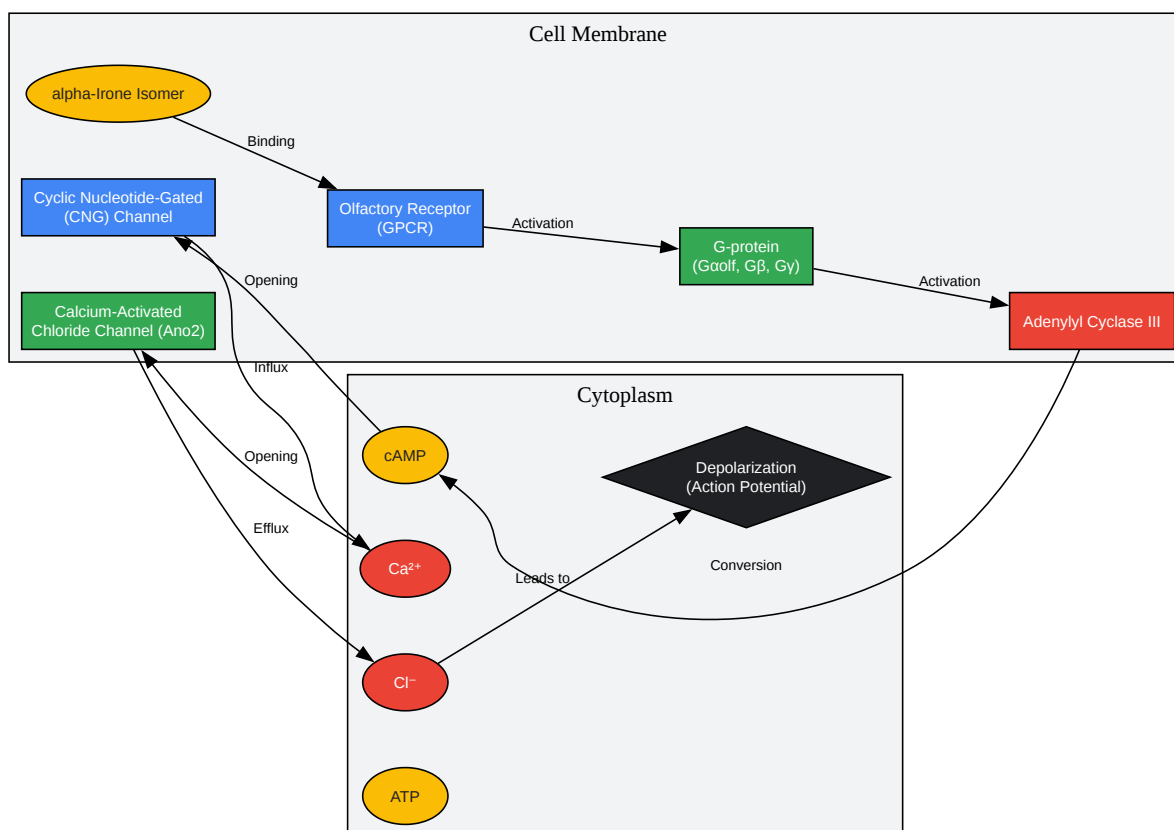 Cell Membrane
alpha-Irone Isomer
Binding
Cyclic Nucleotide-Gated
(CNG) Channel
Olfactory Receptor
(GPCR)
Activation
G-protein
(Gαolf, Gβ, Gγ)
Opening
Activation
Calcium-Activated
Chloride Channel (Ano2)
Adenylyl Cyclase III
Influx
Cytoplasm
cAMP
Depolarization
(Action Potential)
Opening
Efflux
Ca²⁺
Leads to
Conversion
Cl⁻
ATP